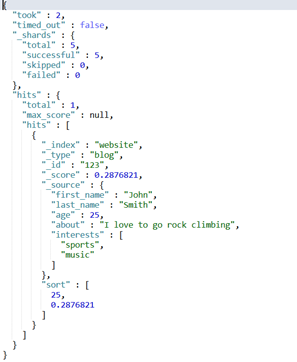 {
  "took" : 2,
  "timed_out" : false,
  "_shards" : {
    "total" : 5,
    "successful" : 5,
    "skipped" : 0,
    "failed" : 0
  },
  "hits" : {
    "total" : 1,
    "max_score" : null,
    "hits" : [
      {
        "_index" : "website",
        "_type" : "blog",
        "_id" : "123",
        "_score" : 0.2876821,
        "_source" : {
          "first_name" : "John",
          "last_name" : "Smith",
          "age" : 25,
          "about" : "I love to go rock climbing",
          "interests" : [
            "sports",
            "music"
          ]
        },
        "sort" : [
          25,
          0.2876821
        ]
      }
    ]
  }
}